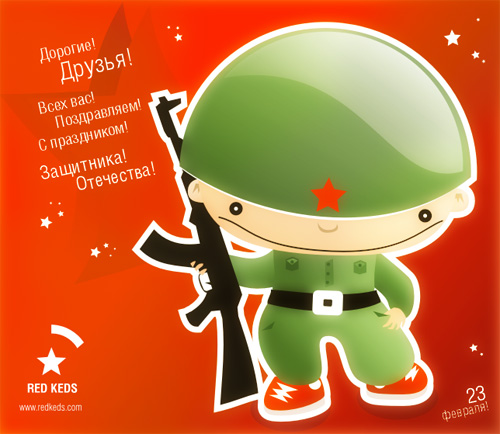 Дорогие!
Друзья!
Всех вас!
Поздравляем!
С праздником!
Защитника!
Отечества!
RED KEDS
www.redkeds.com
23
февраля!